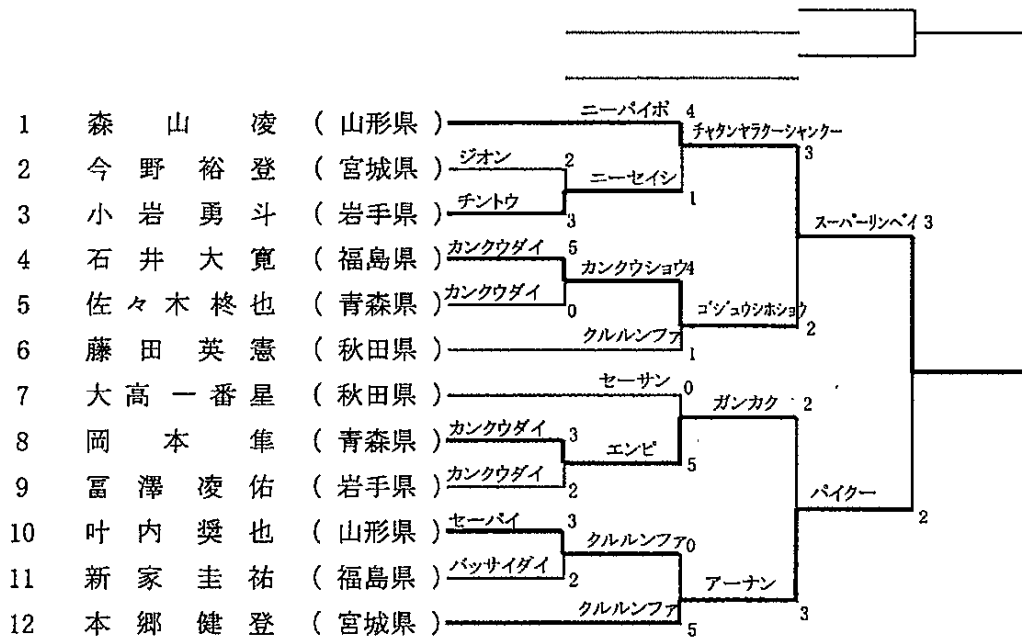 ニーパイポ 4
1 森山 凌 (山形県)
チャタンヤラクーシャンクー 3
ジオン 2
2 今野裕登 (宮城県)
ニーセイシ 1
チントウ 3
3 小岩勇斗 (岩手県)
スーパーリンペイ 3
カンクウダイ 5
4 石井大寛 (福島県)
カンクウショウ 4
カンクウダイ 0
5 佐々木柊也 (青森県)
ゴジュウシホショウ 2
クルルンファ 1
6 藤田英憲 (秋田県)
セーサン 0
7 大高一番星 (秋田県)
ガンカク 2
カンクウダイ 3
8 岡本 隼 (青森県)
エンピ 5
カンクウダイ 2
9 冨澤凌佑 (岩手県)
パイクー 2
セーパイ 3
10 叶内奨也 (山形県)
クルルンファ 0
バッサイダイ 2
11 新家圭祐 (福島県)
アーナン 3
クルルンファ 5
12 本郷健登 (宮城県)